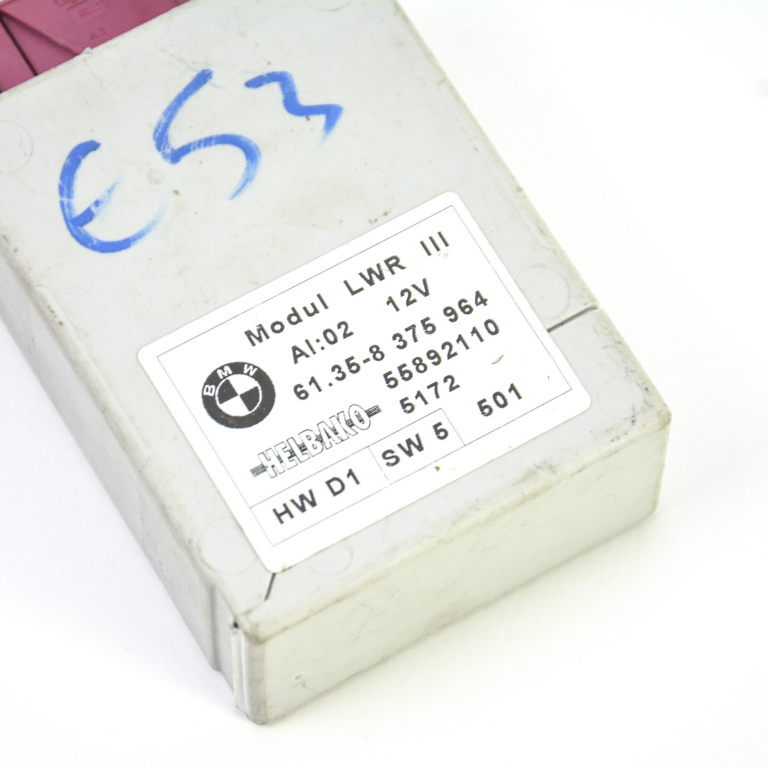 E53
Modul LWR III
AI:02 12V
BMW
61.35-8 375 964
55892110
HELBAKO 5172
HW D1 SW 5 501